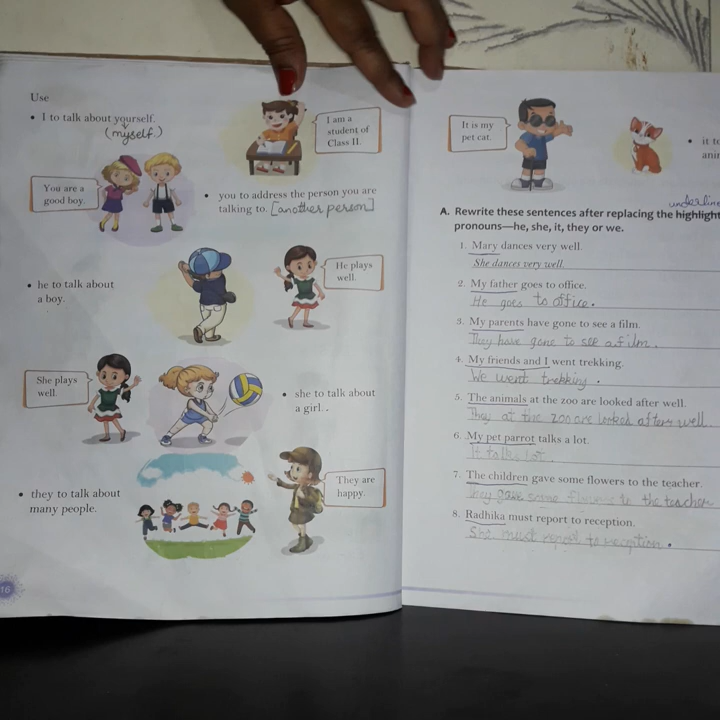 Use
• I to talk about yourself.
(myself.)
I am a
student of
Class II.
You are a
good boy.
• you to address the person you are
talking to. [another person]
• he to talk about
a boy.
He plays
well.
She plays
well.
• she to talk about
a girl. .
• they to talk about
many people.
They are
happy.
16
It is my
pet cat.
• it to
underline
A. Rewrite these sentences after replacing the highlight
pronouns—he, she, it, they or we.
1. Mary dances very well.
She dances very well.
2. My father goes to office.
He goes to office.
3. My parents have gone to see a film.
They have gone to see a film.
4. My friends and I went trekking.
We went trekking.
5. The animals at the zoo are looked after well.
They at the zoo are looked after well.
6. My pet parrot talks a lot.
It talks lot
7. The children gave some flowers to the teacher.
They gave some flowers to the teacher
8. Radhika must report to reception.
She must report to reception.